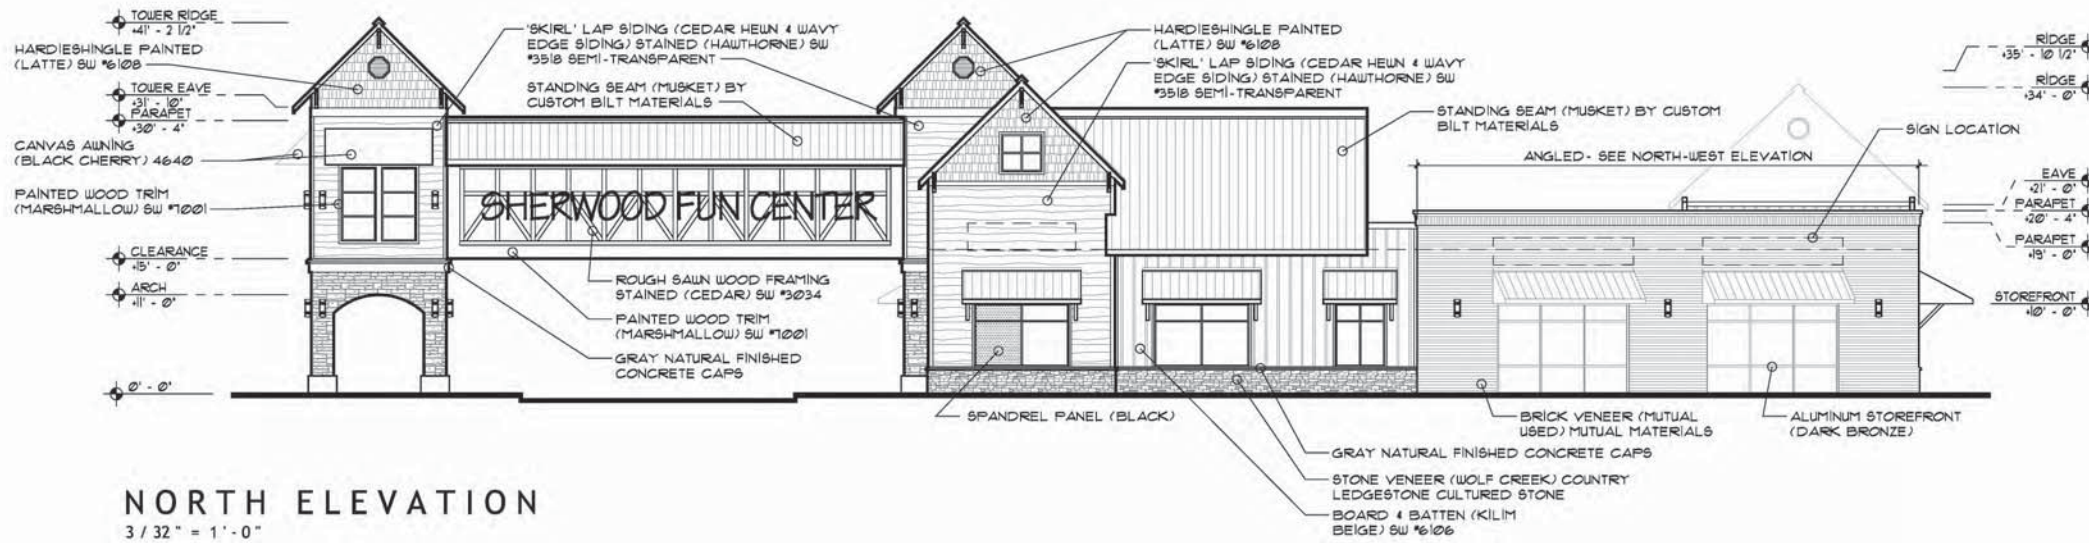 TOWER RIDGE
+41' - 2 1/2"
HARDIESHINGLE PAINTED
(LATTE) SW #6108
TOWER EAVE
+31' - 10"
PARAPET
+30' - 4"
CANVAS AWNING
(BLACK CHERRY) 4640
PAINTED WOOD TRIM
(MARSHMALLOW) SW #7001
CLEARANCE
+15' - 0"
ARCH
+11' - 0"
0' - 0"
'SKIRL' LAP SIDING (CEDAR HEWN & WAVY
EDGE SIDING) STAINED (HAWTHORNE) SW
#3518 SEMI-TRANSPARENT
STANDING SEAM (MUSKET) BY
CUSTOM BILT MATERIALS
SHERWOOD FUN CENTER
ROUGH SAWN WOOD FRAMING
STAINED (CEDAR) SW #3034
PAINTED WOOD TRIM
(MARSHMALLOW) SW #7001
GRAY NATURAL FINISHED
CONCRETE CAPS
HARDIESHINGLE PAINTED
(LATTE) SW #6108
'SKIRL' LAP SIDING (CEDAR HEWN & WAVY
EDGE SIDING) STAINED (HAWTHORNE) SW
#3518 SEMI-TRANSPARENT
STANDING SEAM (MUSKET) BY CUSTOM
BILT MATERIALS
SIGN LOCATION
ANGLED - SEE NORTH-WEST ELEVATION
RIDGE
+35' - 10 1/2"
RIDGE
+34' - 0"
EAVE
+21' - 0"
PARAPET
+20' - 4"
PARAPET
+19' - 0"
STOREFRONT
+10' - 0"
SPANDREL PANEL (BLACK)
BRICK VENEER (MUTUAL
USED) MUTUAL MATERIALS
ALUMINUM STOREFRONT
(DARK BRONZE)
GRAY NATURAL FINISHED CONCRETE CAPS
STONE VENEER (WOLF CREEK) COUNTRY
LEDGESTONE CULTURED STONE
BOARD & BATTEN (KILIM
BEIGE) SW #6106
NORTH ELEVATION
3 / 32 " = 1 ' - 0 "